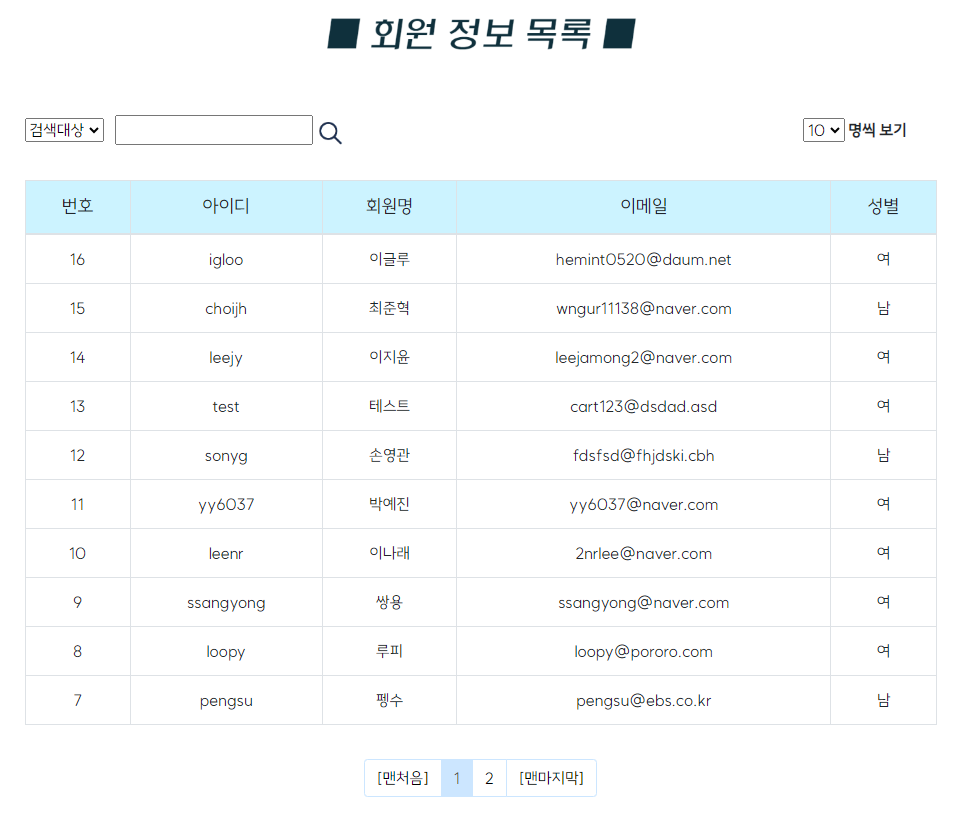 ■ 회원 정보 목록 ■
검색대상 10 명씩 보기
번호 아이디 회원명 이메일 성별
16 igloo 이글루 hemint0520@daum.net 여
15 choijh 최준혁 wngur11138@naver.com 남
14 leejy 이지윤 leejamong2@naver.com 여
13 test 테스트 cart123@dsdad.asd 여
12 sonyg 손영관 fdsfsd@fhjdski.cbh 남
11 yy6037 박예진 yy6037@naver.com 여
10 leenr 이나래 2nrlee@naver.com 여
9 ssangyong 쌍용 ssangyong@naver.com 여
8 loopy 루피 loopy@pororo.com 여
7 pengsu 펭수 pengsu@ebs.co.kr 남
[맨처음] 1 2 [맨마지막]